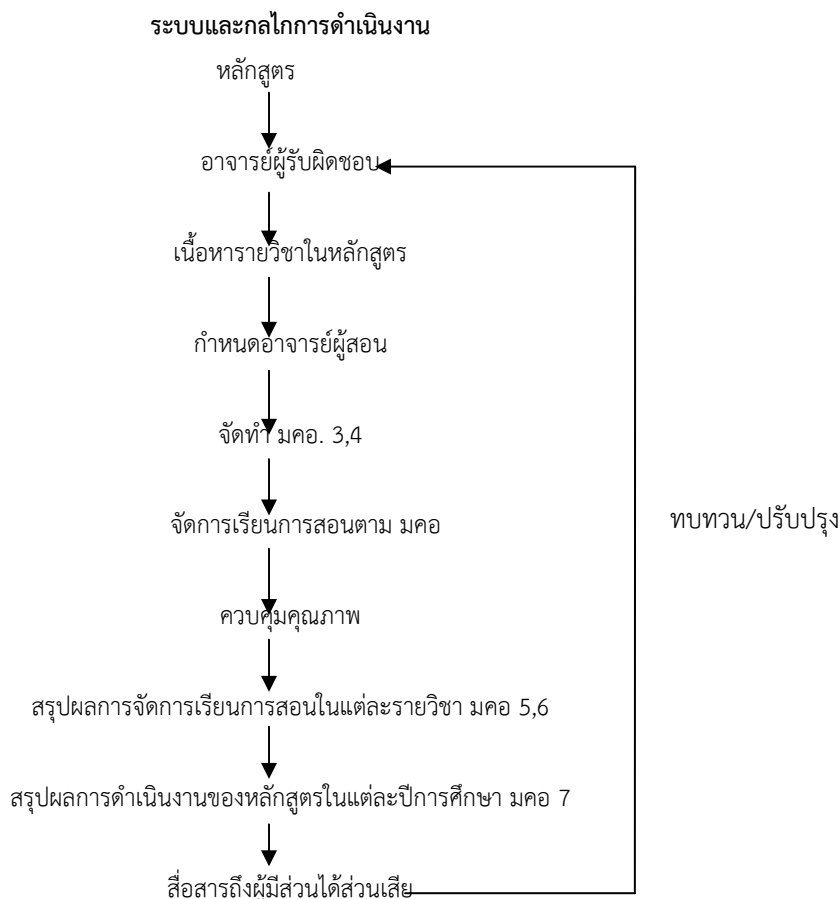 ระบบและกลไกการดำเนินงาน
หลักสูตร
อาจารย์ผู้รับผิดชอบ
เนื้อหารายวิชาในหลักสูตร
กำหนดอาจารย์ผู้สอน
จัดทำ มคอ. 3,4
จัดการเรียนการสอนตาม มคอ
ทบทวน/ปรับปรุง
ควบคุมคุณภาพ
สรุปผลการจัดการเรียนการสอนในแต่ละรายวิชา มคอ 5,6
สรุปผลการดำเนินงานของหลักสูตรในแต่ละปีการศึกษา มคอ 7
สื่อสารถึงผู้มีส่วนได้ส่วนเสีย